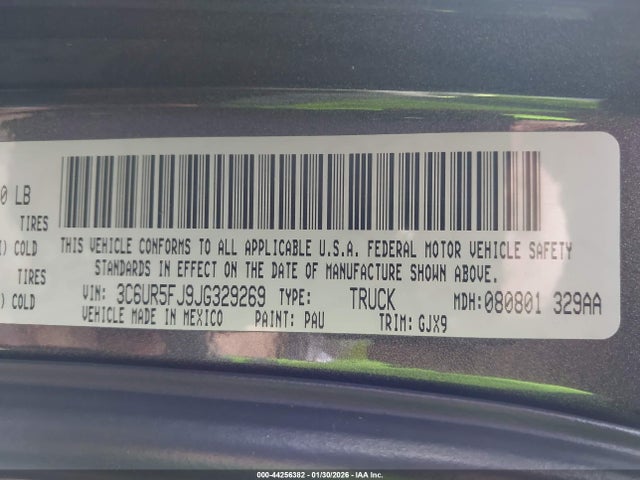 0 LB
TIRES
) COLD
TIRES
) COLD
THIS VEHICLE CONFORMS TO ALL APPLICABLE U.S.A. FEDERAL MOTOR VEHICLE SAFETY
STANDARDS IN EFFECT ON THE DATE OF MANUFACTURE SHOWN ABOVE.
VIN: 3C6UR5FJ9JG329269 TYPE: TRUCK MDH:080801 329AA
VEHICLE MADE IN MEXICO PAINT: PAU TRIM: GJX9
000-44256382 - 01/30/2026 - IAA Inc.